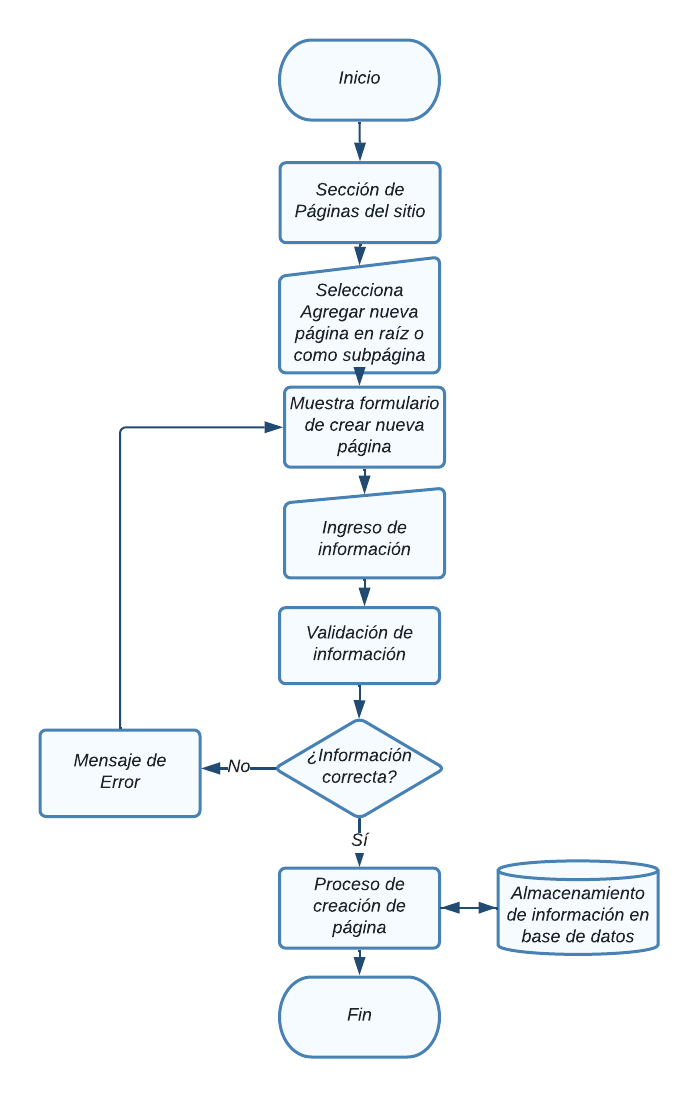 Inicio
Sección de
Páginas del sitio
Selecciona
Agregar nueva
página en raíz o
como subpágina
Muestra formulario
de crear nueva
página
Ingreso de
información
Validación de
información
¿Información
correcta?
No
Mensaje de
Error
Sí
Proceso de
creación de
página
Almacenamiento
de información en
base de datos
Fin